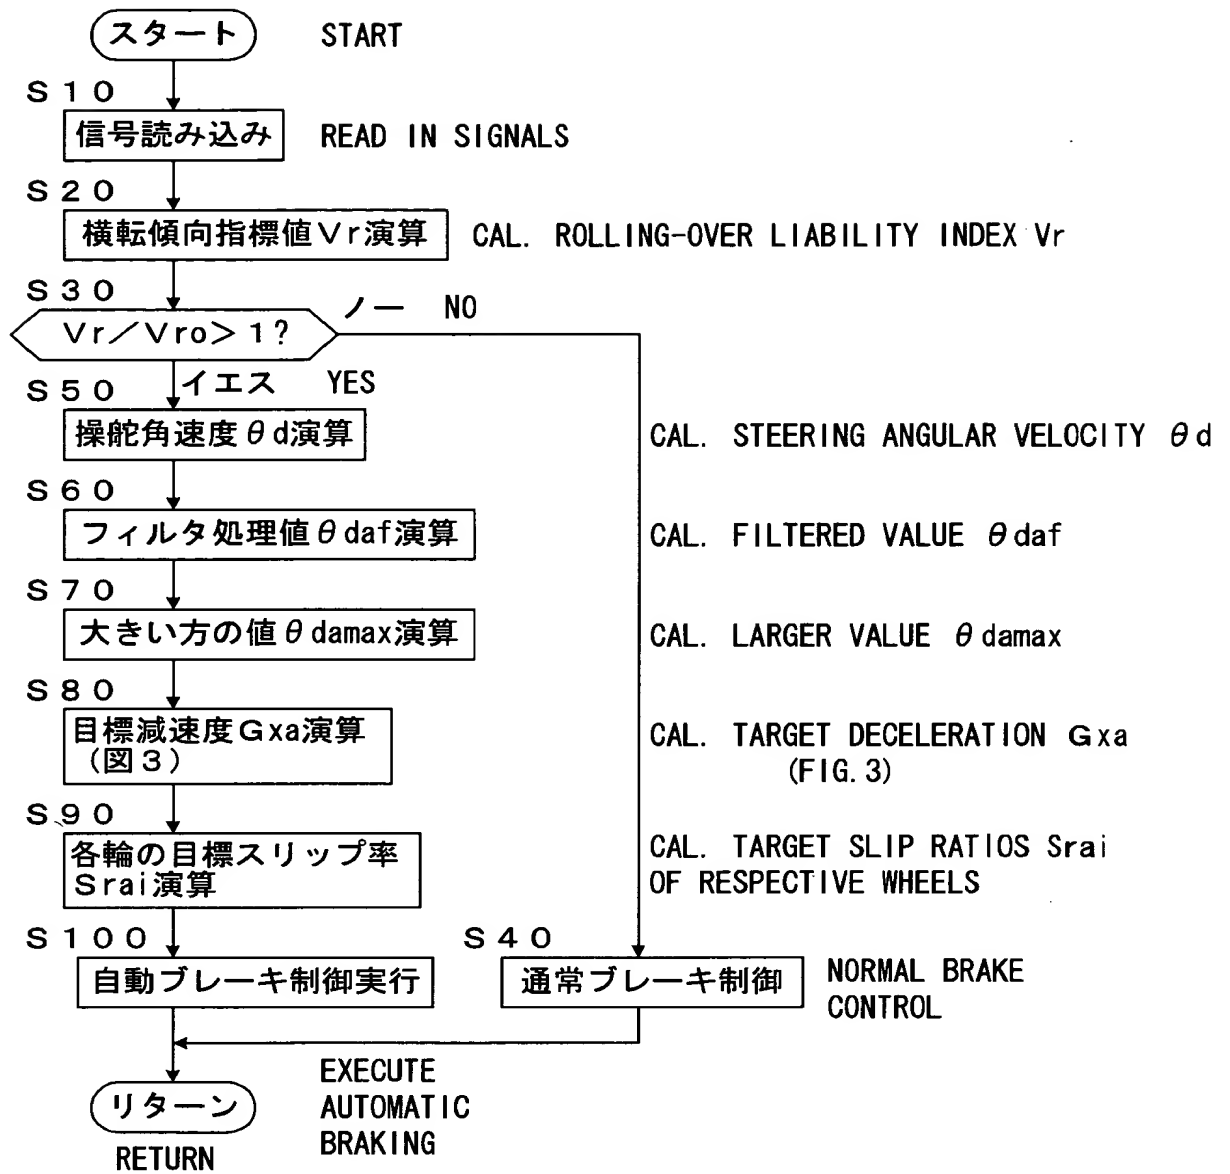 スタート START
S10
信号読み込み READ IN SIGNALS
S20
横転傾向指標値Vr演算 CAL. ROLLING-OVER LIABILITY INDEX Vr
S30
ノー NO
Vr/Vro>1?
S50
イエス YES
操舵角速度θd演算 CAL. STEERING ANGULAR VELOCITY θd
S60
フィルタ処理値θdaf演算 CAL. FILTERED VALUE θdaf
S70
大きい方の値θdamax演算 CAL. LARGER VALUE θdamax
S80
目標減速度Gxa演算 CAL. TARGET DECELERATION Gxa
(図3) (FIG.3)
S90
各輪の目標スリップ率 CAL. TARGET SLIP RATIOS Srai
Srai演算 OF RESPECTIVE WHEELS
S100 S40
自動ブレーキ制御実行 通常ブレーキ制御 NORMAL BRAKE
CONTROL
EXECUTE
リターン AUTOMATIC
BRAKING
RETURN